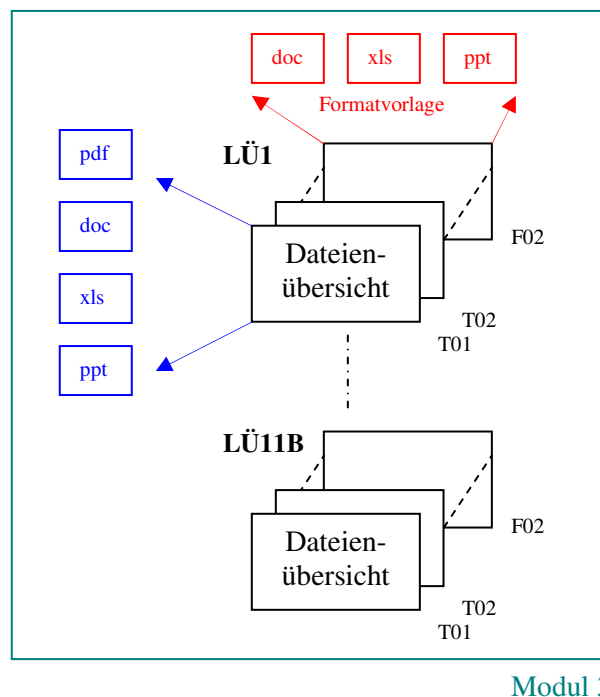 doc xls ppt
Formatvorlage
LÜ1
pdf
doc
xls
ppt
Dateien-
übersicht
F02
T02
T01
LÜ11B
Dateien-
übersicht
F02
T02
T01
Modul